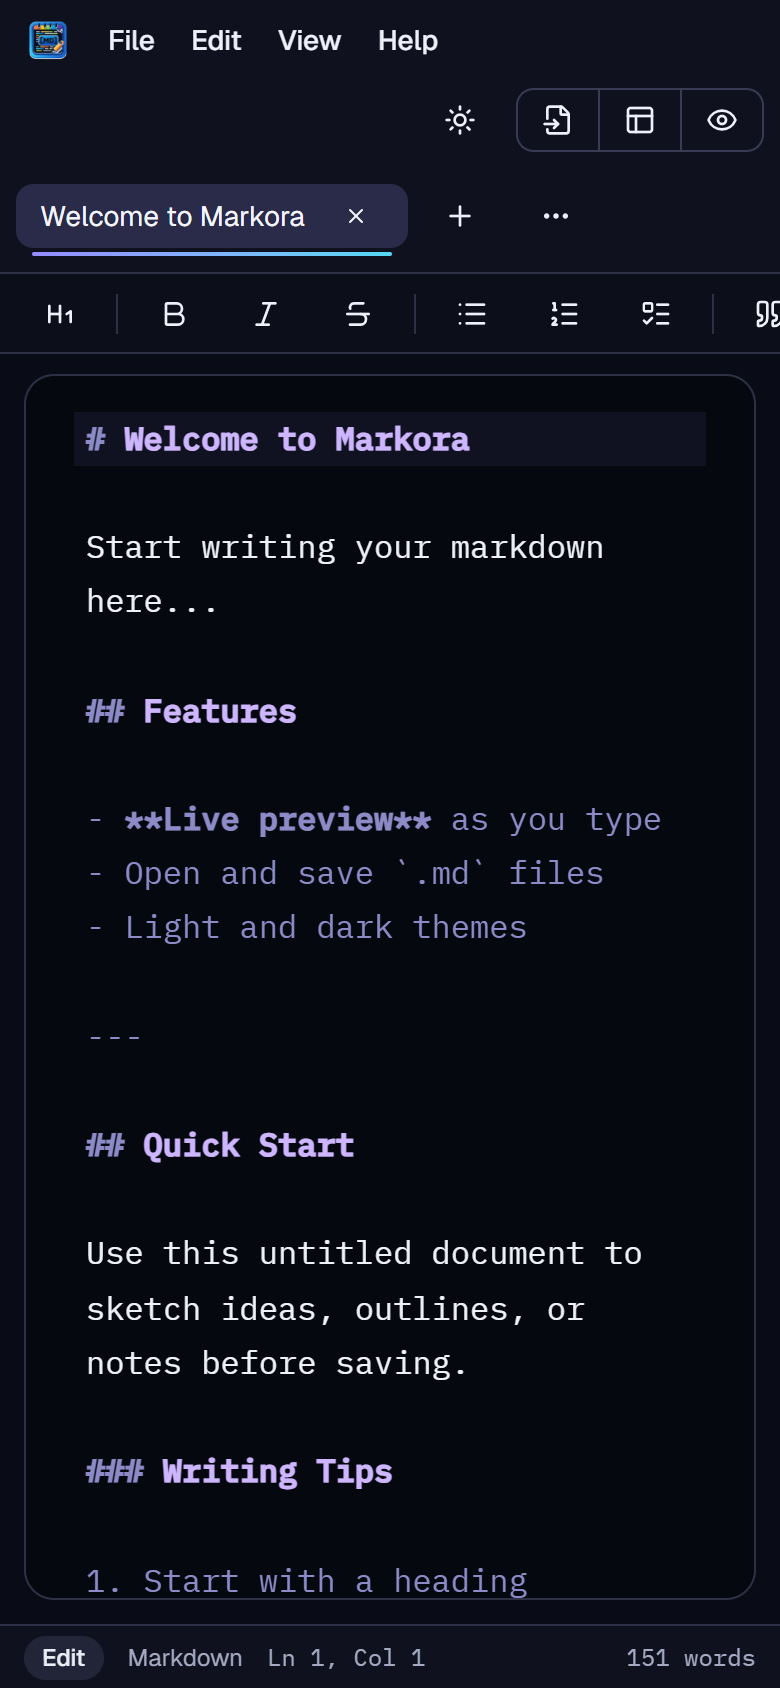 File Edit View Help
Welcome to Markora
H1 B I S
# Welcome to Markora
Start writing your markdown
here...
## Features
- **Live preview** as you type
- Open and save `.md` files
- Light and dark themes
---
## Quick Start
Use this untitled document to
sketch ideas, outlines, or
notes before saving.
### Writing Tips
1. Start with a heading
Edit Markdown Ln 1, Col 1 151 words